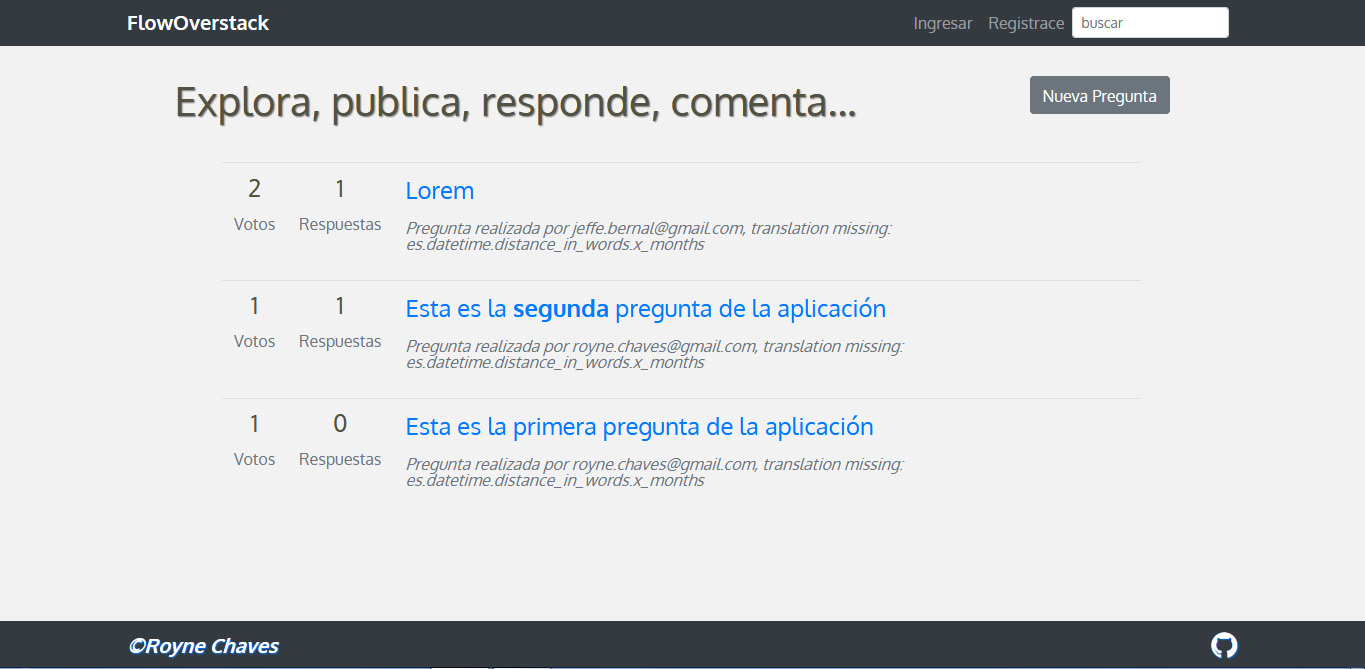 FlowOverstack Ingresar Registrace buscar
Explora, publica, responde, comenta...
Nueva Pregunta
2 1 Lorem
Votos Respuestas
Pregunta realizada por jeffe.bernal@gmail.com, translation missing:
es.datetime.distance_in_words.x_months
1 1 Esta es la segunda pregunta de la aplicación
Votos Respuestas
Pregunta realizada por royne.chaves@gmail.com, translation missing:
es.datetime.distance_in_words.x_months
1 0 Esta es la primera pregunta de la aplicación
Votos Respuestas
Pregunta realizada por royne.chaves@gmail.com, translation missing:
es.datetime.distance_in_words.x_months
©Royne Chaves